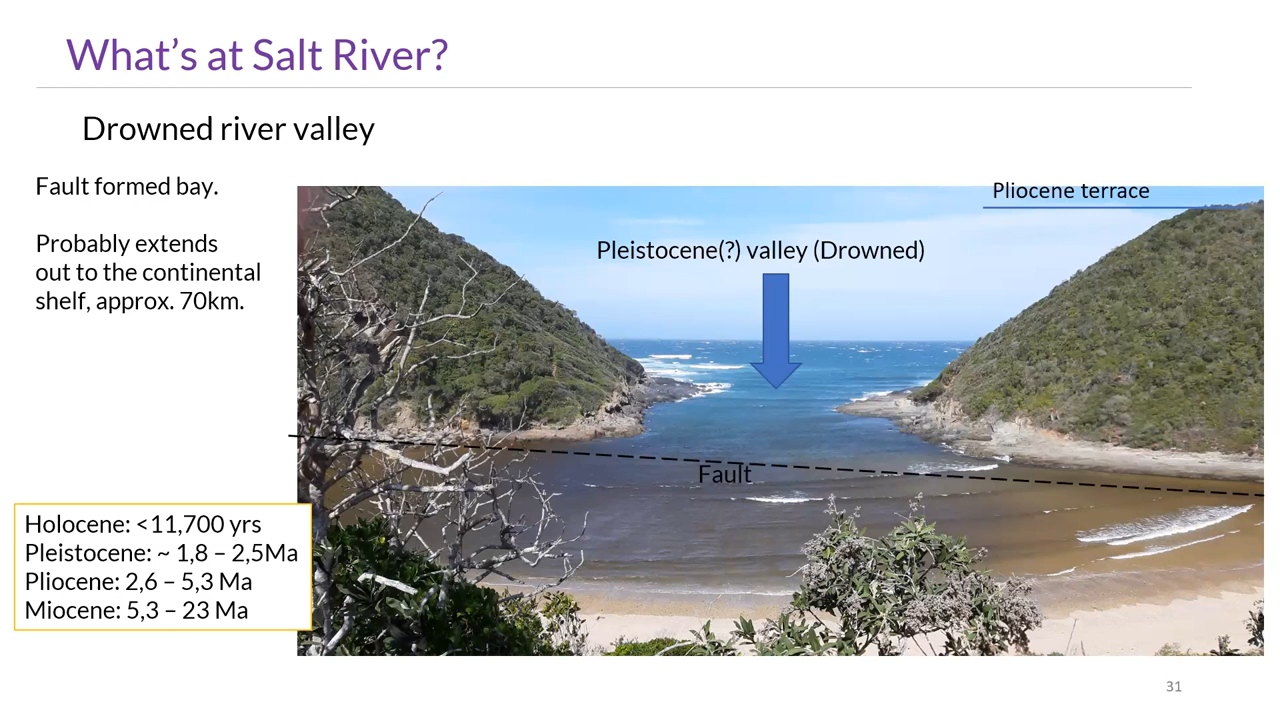 What's at Salt River?
Drowned river valley
Fault formed bay.
Probably extends
out to the continental
shelf, approx. 70km.
Pliocene terrace
Pleistocene(?) valley (Drowned)
Fault
Holocene: <11,700 yrs
Pleistocene: ~ 1,8 – 2,5Ma
Pliocene: 2,6 – 5,3 Ma
Miocene: 5,3 – 23 Ma
31